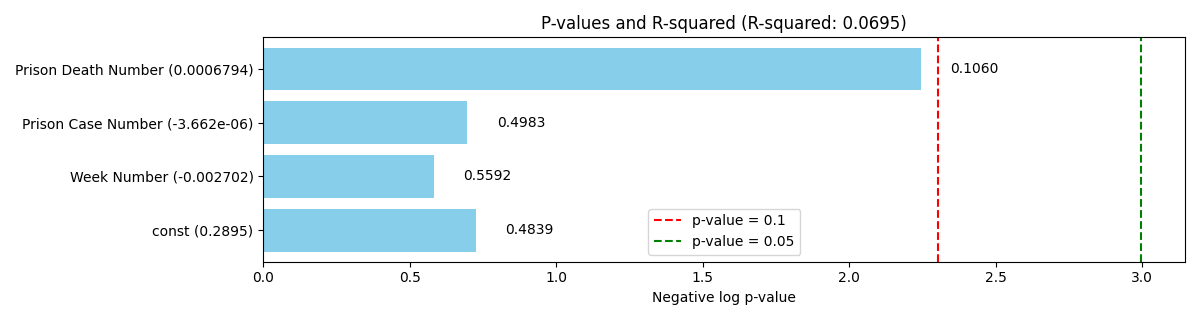 P-values and R-squared (R-squared: 0.0695)
Prison Death Number (0.0006794)
0.1060
Prison Case Number (-3.662e-06)
0.4983
Week Number (-0.002702)
0.5592
const (0.2895)
0.4839
p-value = 0.1
p-value = 0.05
0.0 0.5 1.0 1.5 2.0 2.5 3.0
Negative log p-value